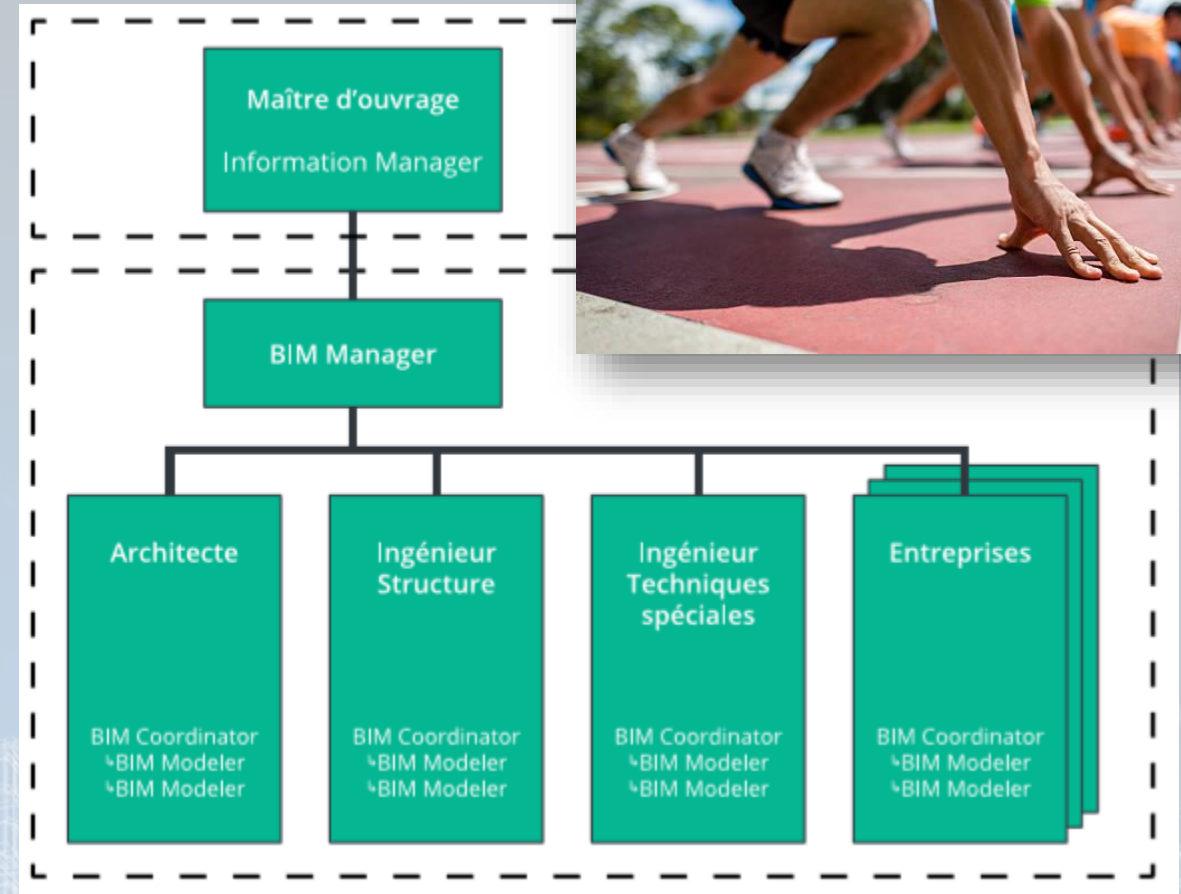 Maître d'ouvrage
Information Manager
BIM Manager
Architecte
BIM Coordinator
↳BIM Modeler
↳BIM Modeler
Ingénieur
Structure
BIM Coordinator
↳BIM Modeler
↳BIM Modeler
Ingénieur
Techniques
spéciales
BIM Coordinator
↳BIM Modeler
↳BIM Modeler
Entreprises
BIM Coordinator
↳BIM Modeler
↳BIM Modeler